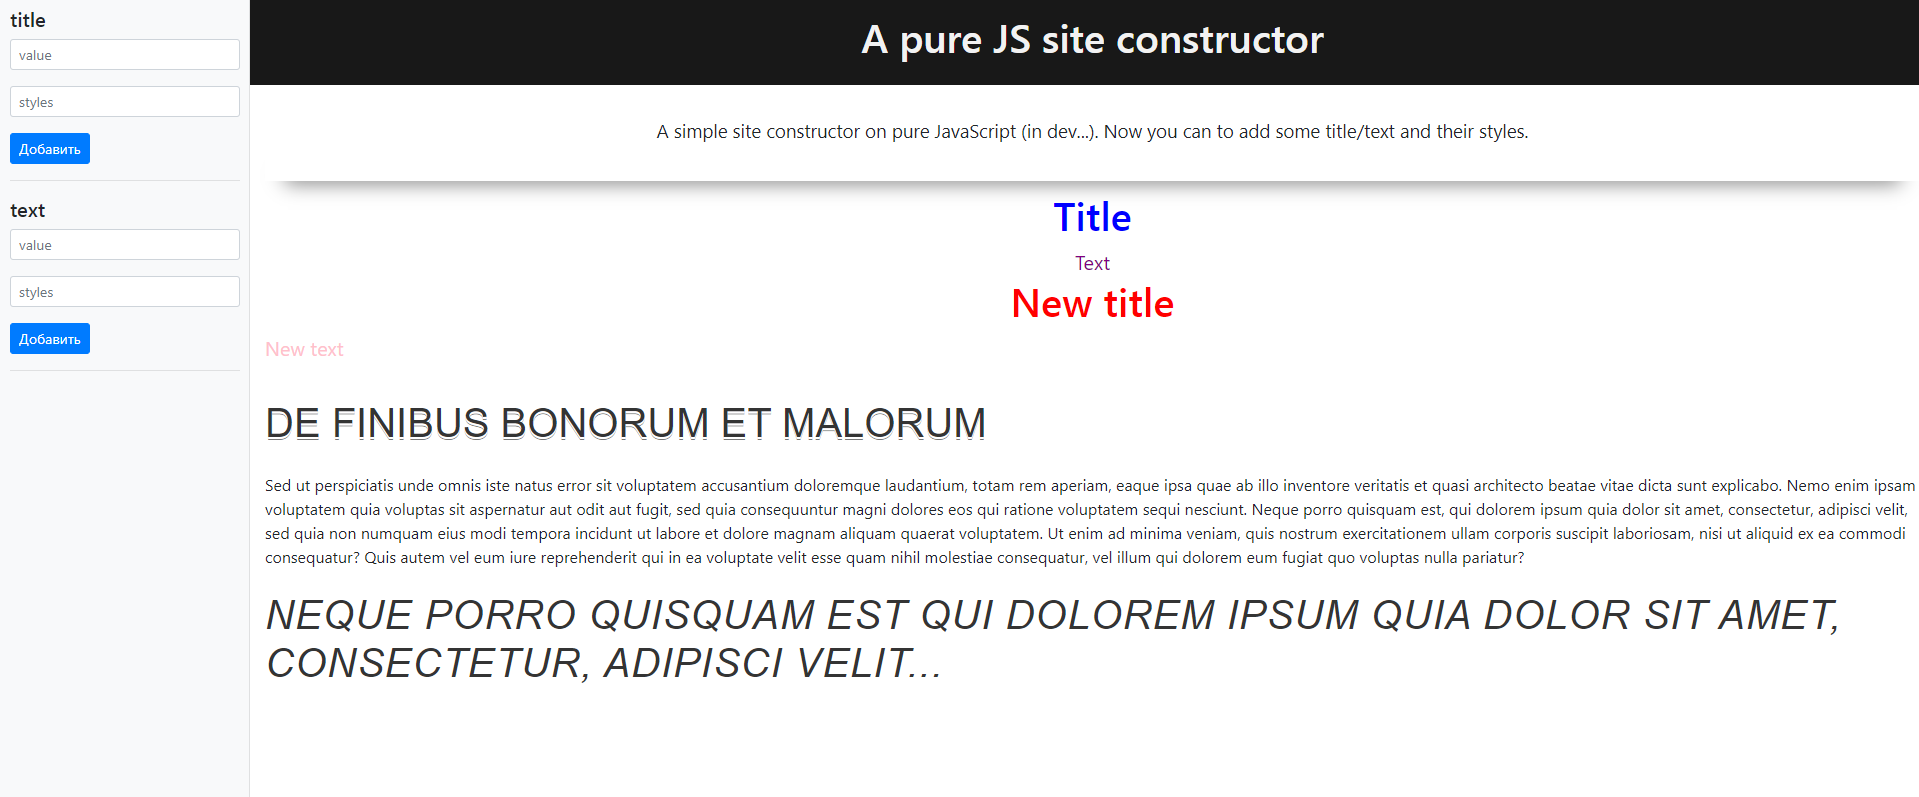 title
value
styles
Добавить
text
value
styles
Добавить
A pure JS site constructor
A simple site constructor on pure JavaScript (in dev...). Now you can to add some title/text and their styles.
Title
Text
New title
New text
DE FINIBUS BONORUM ET MALORUM
Sed ut perspiciatis unde omnis iste natus error sit voluptatem accusantium doloremque laudantium, totam rem aperiam, eaque ipsa quae ab illo inventore veritatis et quasi architecto beatae vitae dicta sunt explicabo. Nemo enim ipsam
voluptatem quia voluptas sit aspernatur aut odit aut fugit, sed quia consequuntur magni dolores eos qui ratione voluptatem sequi nesciunt. Neque porro quisquam est, qui dolorem ipsum quia dolor sit amet, consectetur, adipisci velit,
sed quia non numquam eius modi tempora incidunt ut labore et dolore magnam aliquam quaerat voluptatem. Ut enim ad minima veniam, quis nostrum exercitationem ullam corporis suscipit laboriosam, nisi ut aliquid ex ea commodi
consequatur? Quis autem vel eum iure reprehenderit qui in ea voluptate velit esse quam nihil molestiae consequatur, vel illum qui dolorem eum fugiat quo voluptas nulla pariatur?
NEQUE PORRO QUISQUAM EST QUI DOLOREM IPSUM QUIA DOLOR SIT AMET,
CONSECTETUR, ADIPISCI VELIT...